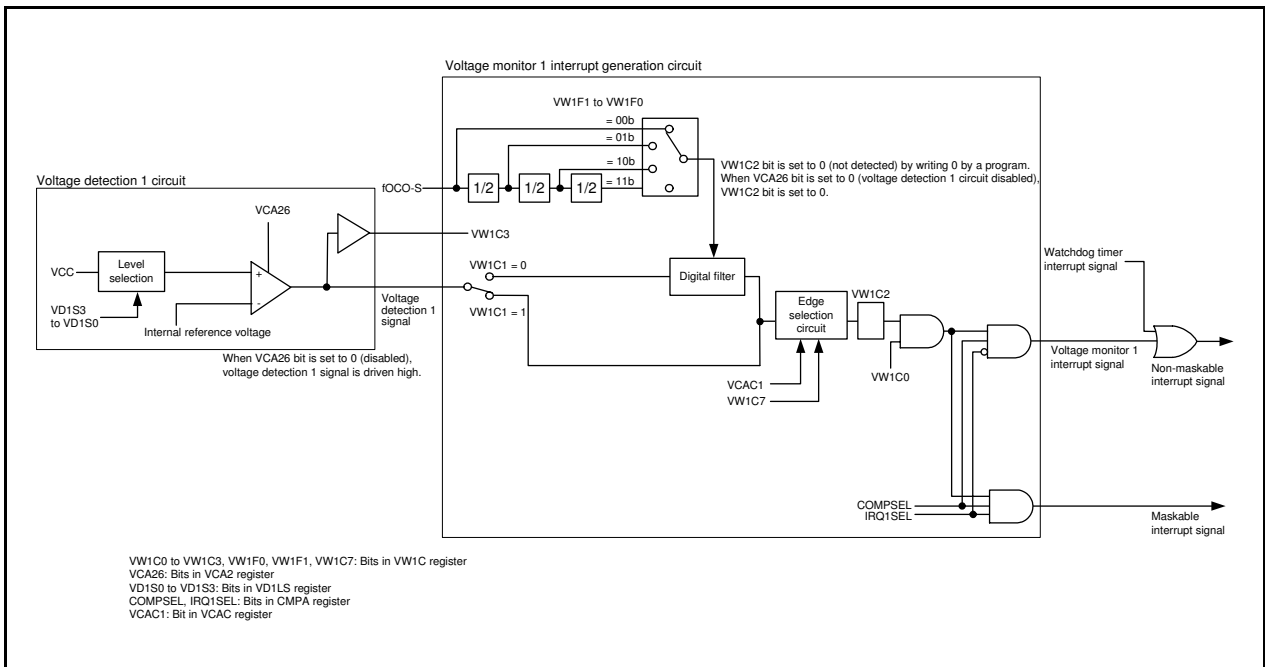 Voltage monitor 1 interrupt generation circuit
VW1F1 to VW1F0
= 00b
= 01b
= 10b
= 11b
fOCO-S
1/2
1/2
1/2
VW1C2 bit is set to 0 (not detected) by writing 0 by a program.
When VCA26 bit is set to 0 (voltage detection 1 circuit disabled),
VW1C2 bit is set to 0.
Voltage detection 1 circuit
VCA26
VW1C3
VCC
Level
selection
+
-
VD1S3
to VD1S0
Internal reference voltage
When VCA26 bit is set to 0 (disabled),
voltage detection 1 signal is driven high.
Voltage
detection 1
signal
VW1C1 = 0
VW1C1 = 1
Digital filter
Edge
selection
circuit
VW1C2
VCAC1
VW1C7
VW1C0
Watchdog timer
interrupt signal
Voltage monitor 1
interrupt signal
Non-maskable
interrupt signal
COMPSEL
IRQ1SEL
Maskable
interrupt signal
VW1C0 to VW1C3, VW1F0, VW1F1, VW1C7: Bits in VW1C register
VCA26: Bits in VCA2 register
VD1S0 to VD1S3: Bits in VD1LS register
COMPSEL, IRQ1SEL: Bits in CMPA register
VCAC1: Bit in VCAC register